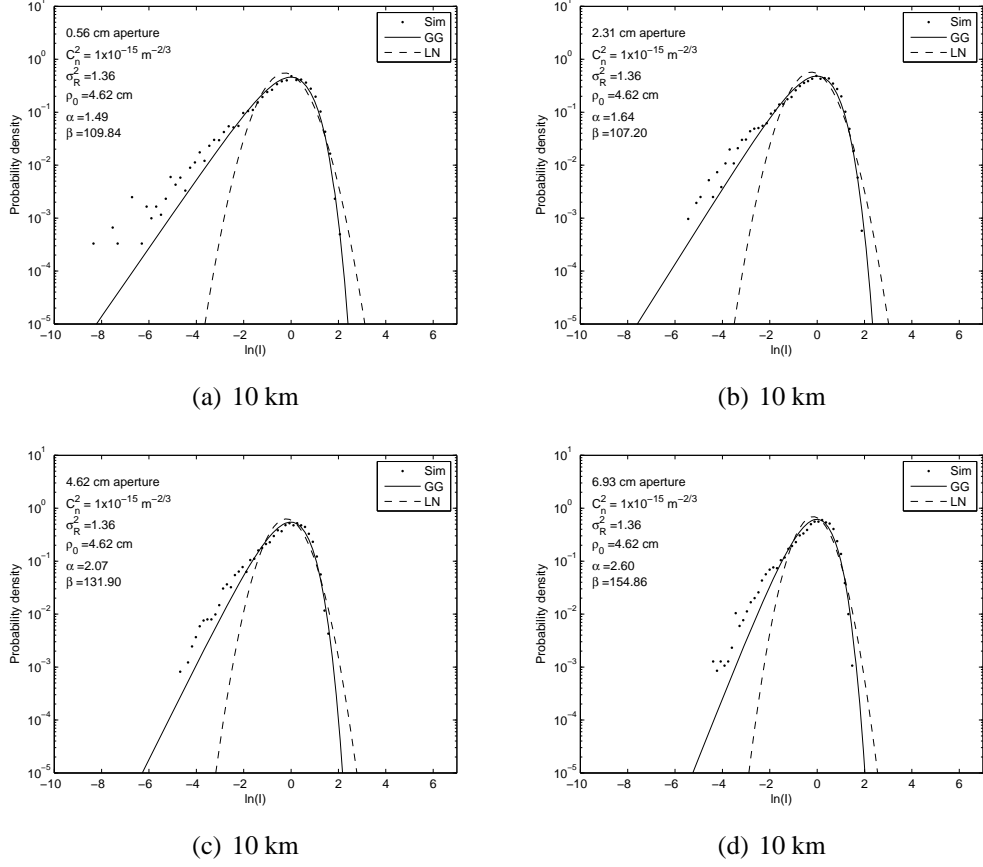 0.56 cm aperture
C_n^2 = 1x10^-15 m^-2/3
σ_R^2 =1.36
ρ_0 =4.62 cm
α=1.49
β=109.84
Sim
GG
LN
10^1
10^0
10^-1
10^-2
10^-3
10^-4
10^-5
Probability density
−10 −8 −6 −4 −2 0 2 4 6
ln(I)
(a) 10 km
2.31 cm aperture
C_n^2 = 1x10^-15 m^-2/3
σ_R^2 =1.36
ρ_0 =4.62 cm
α=1.64
β=107.20
Sim
GG
LN
10^1
10^0
10^-1
10^-2
10^-3
10^-4
10^-5
Probability density
−10 −8 −6 −4 −2 0 2 4 6
ln(I)
(b) 10 km
4.62 cm aperture
C_n^2 = 1x10^-15 m^-2/3
σ_R^2 =1.36
ρ_0 =4.62 cm
α=2.07
β=131.90
Sim
GG
LN
10^1
10^0
10^-1
10^-2
10^-3
10^-4
10^-5
Probability density
−10 −8 −6 −4 −2 0 2 4 6
ln(I)
(c) 10 km
6.93 cm aperture
C_n^2 = 1x10^-15 m^-2/3
σ_R^2 =1.36
ρ_0 =4.62 cm
α=2.60
β=154.86
Sim
GG
LN
10^1
10^0
10^-1
10^-2
10^-3
10^-4
10^-5
Probability density
−10 −8 −6 −4 −2 0 2 4 6
ln(I)
(d) 10 km